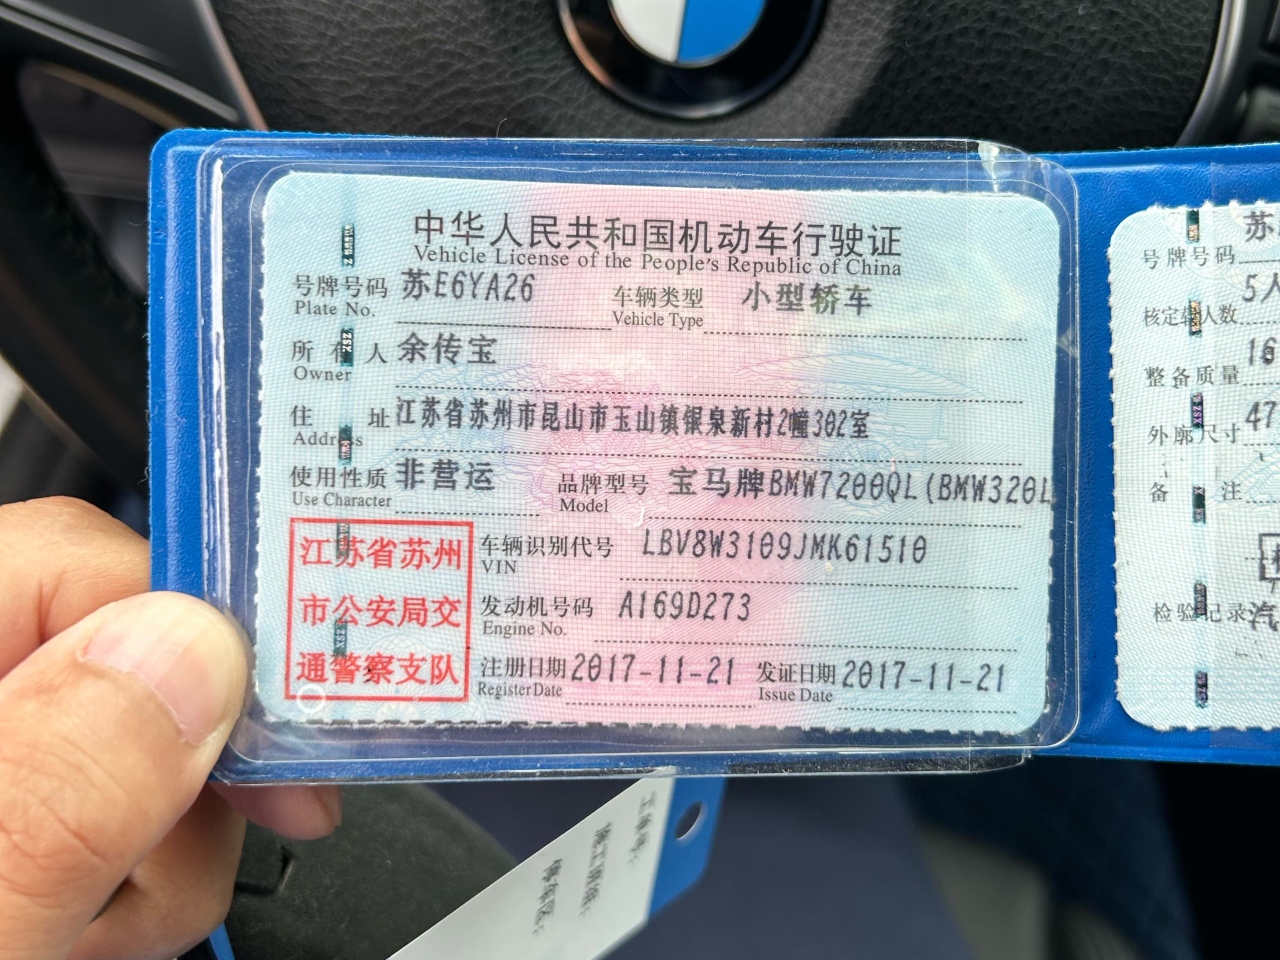 中华人民共和国机动车行驶证
Vehicle License of the People's Republic of China
号牌号码 苏E6YA26 车辆类型 小型轿车
Plate No. Vehicle Type
所有人 余传宝
Owner
住址 江苏省苏州市昆山市玉山镇银泉新村2幢302室
Address
使用性质 非营运 品牌型号 宝马牌BMW7200QL(BMW320L
Use Character Model
江苏省苏州
市公安局交
通警察支队
车辆识别代号 LBV8W3109JMK61510
VIN
发动机号码 A169D273
Engine No.
注册日期 2017-11-21 发证日期 2017-11-21
Register Date Issue Date
号牌号码 苏
核定载人数 5人
整备质量 16
外廓尺寸 47
备注
检验记录